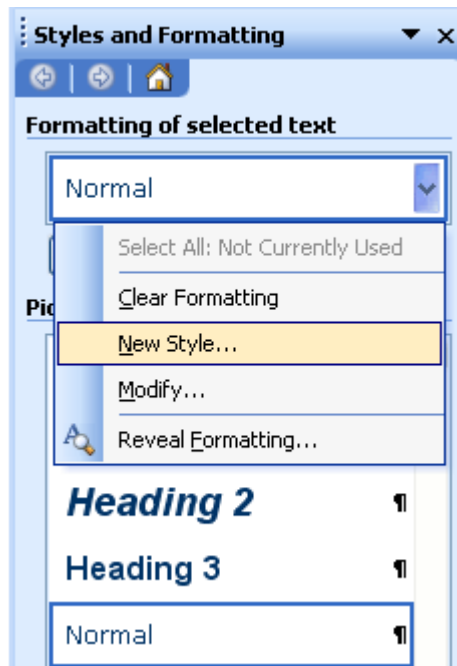 Styles and Formatting
Formatting of selected text
Normal
Select All: Not Currently Used
Clear Formatting
Pic
New Style...
Modify...
Reveal Formatting...
Heading 2 ¶
Heading 3 ¶
Normal ¶